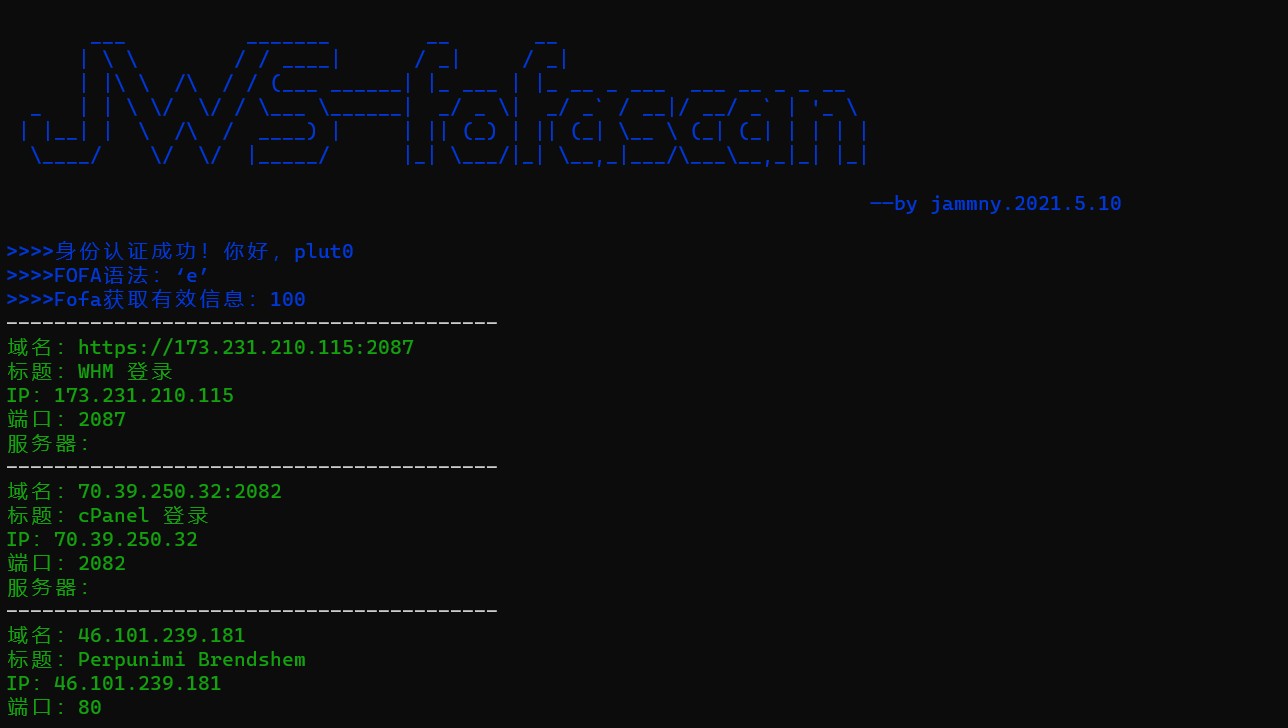 JWS-fofascan
——by jammny.2021.5.10
>>>>身份认证成功！你好，plut0
>>>>FOFA语法：‘e’
>>>>Fofa获取有效信息：100
-----------------------------------------
域名：https://173.231.210.115:2087
标题：WHM 登录
IP：173.231.210.115
端口：2087
服务器：
-----------------------------------------
域名：70.39.250.32:2082
标题：cPanel 登录
IP：70.39.250.32
端口：2082
服务器：
-----------------------------------------
域名：46.101.239.181
标题：Perpunimi Brendshem
IP：46.101.239.181
端口：80